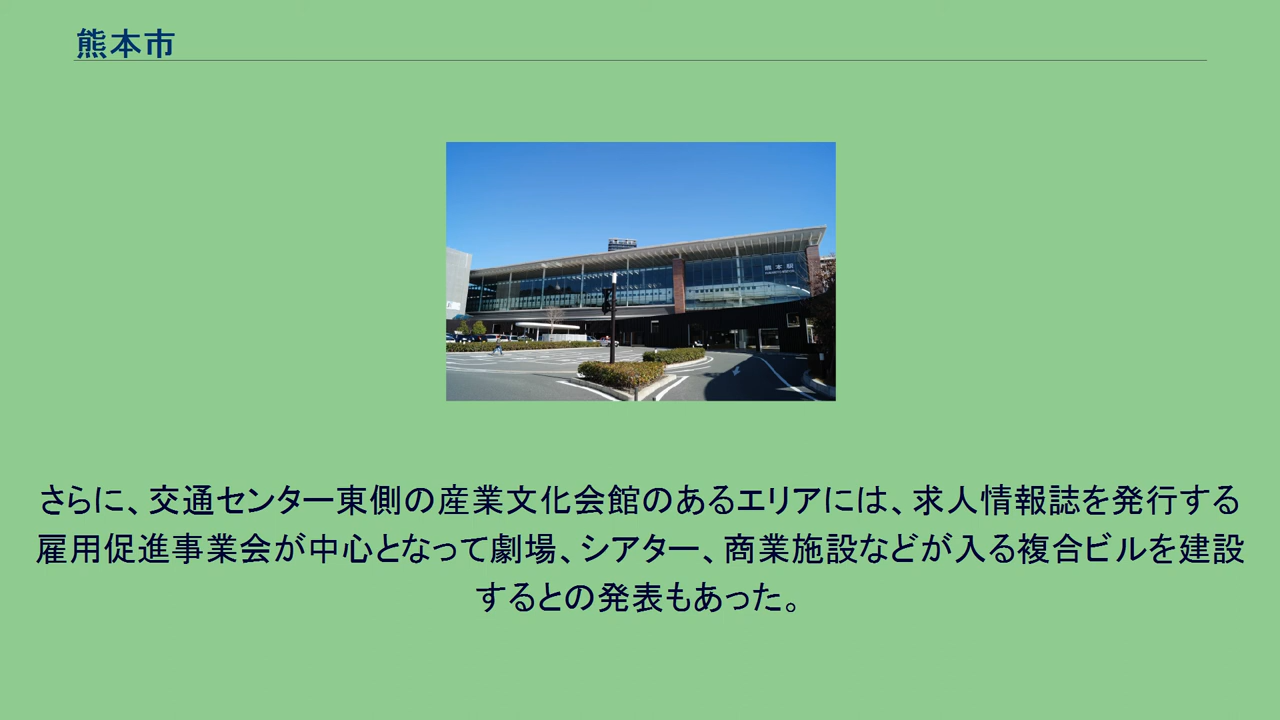 熊本市
熊本駅
さらに、交通センター東側の産業文化会館のあるエリアには、求人情報誌を発行する
雇用促進事業会が中心となって劇場、シアター、商業施設などが入る複合ビルを建設
するとの発表もあった。